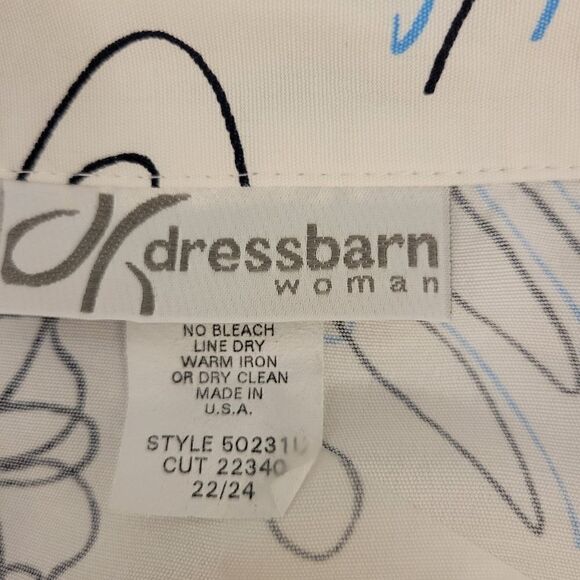 dressbarn
woman
NO BLEACH
LINE DRY
WARM IRON
OR DRY CLEAN
MADE IN
U.S.A.
STYLE 50231U
CUT 22340
22/24